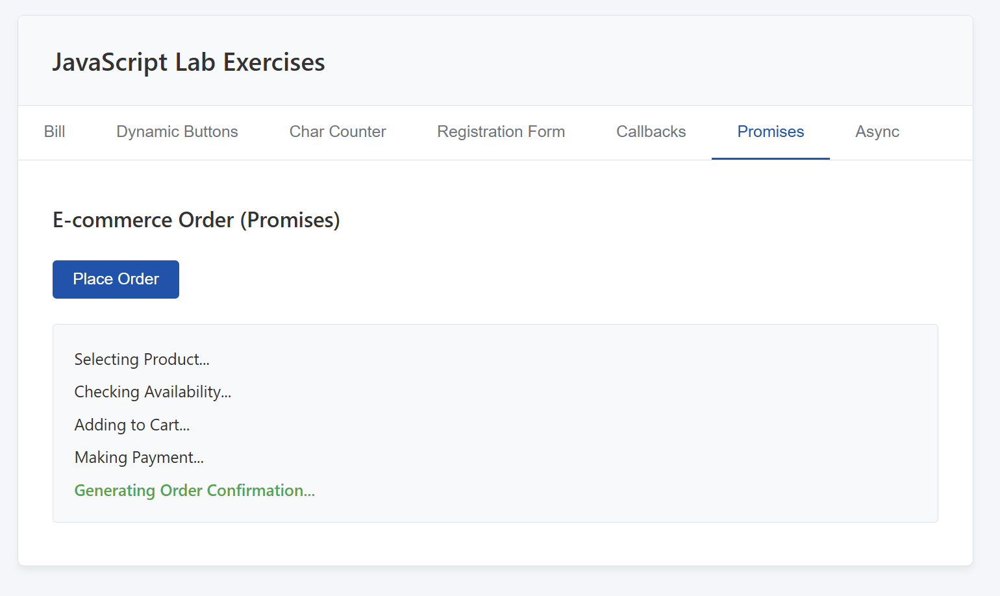 JavaScript Lab Exercises
Bill Dynamic Buttons Char Counter Registration Form Callbacks Promises Async
E-commerce Order (Promises)
Place Order
Selecting Product...
Checking Availability...
Adding to Cart...
Making Payment...
Generating Order Confirmation...